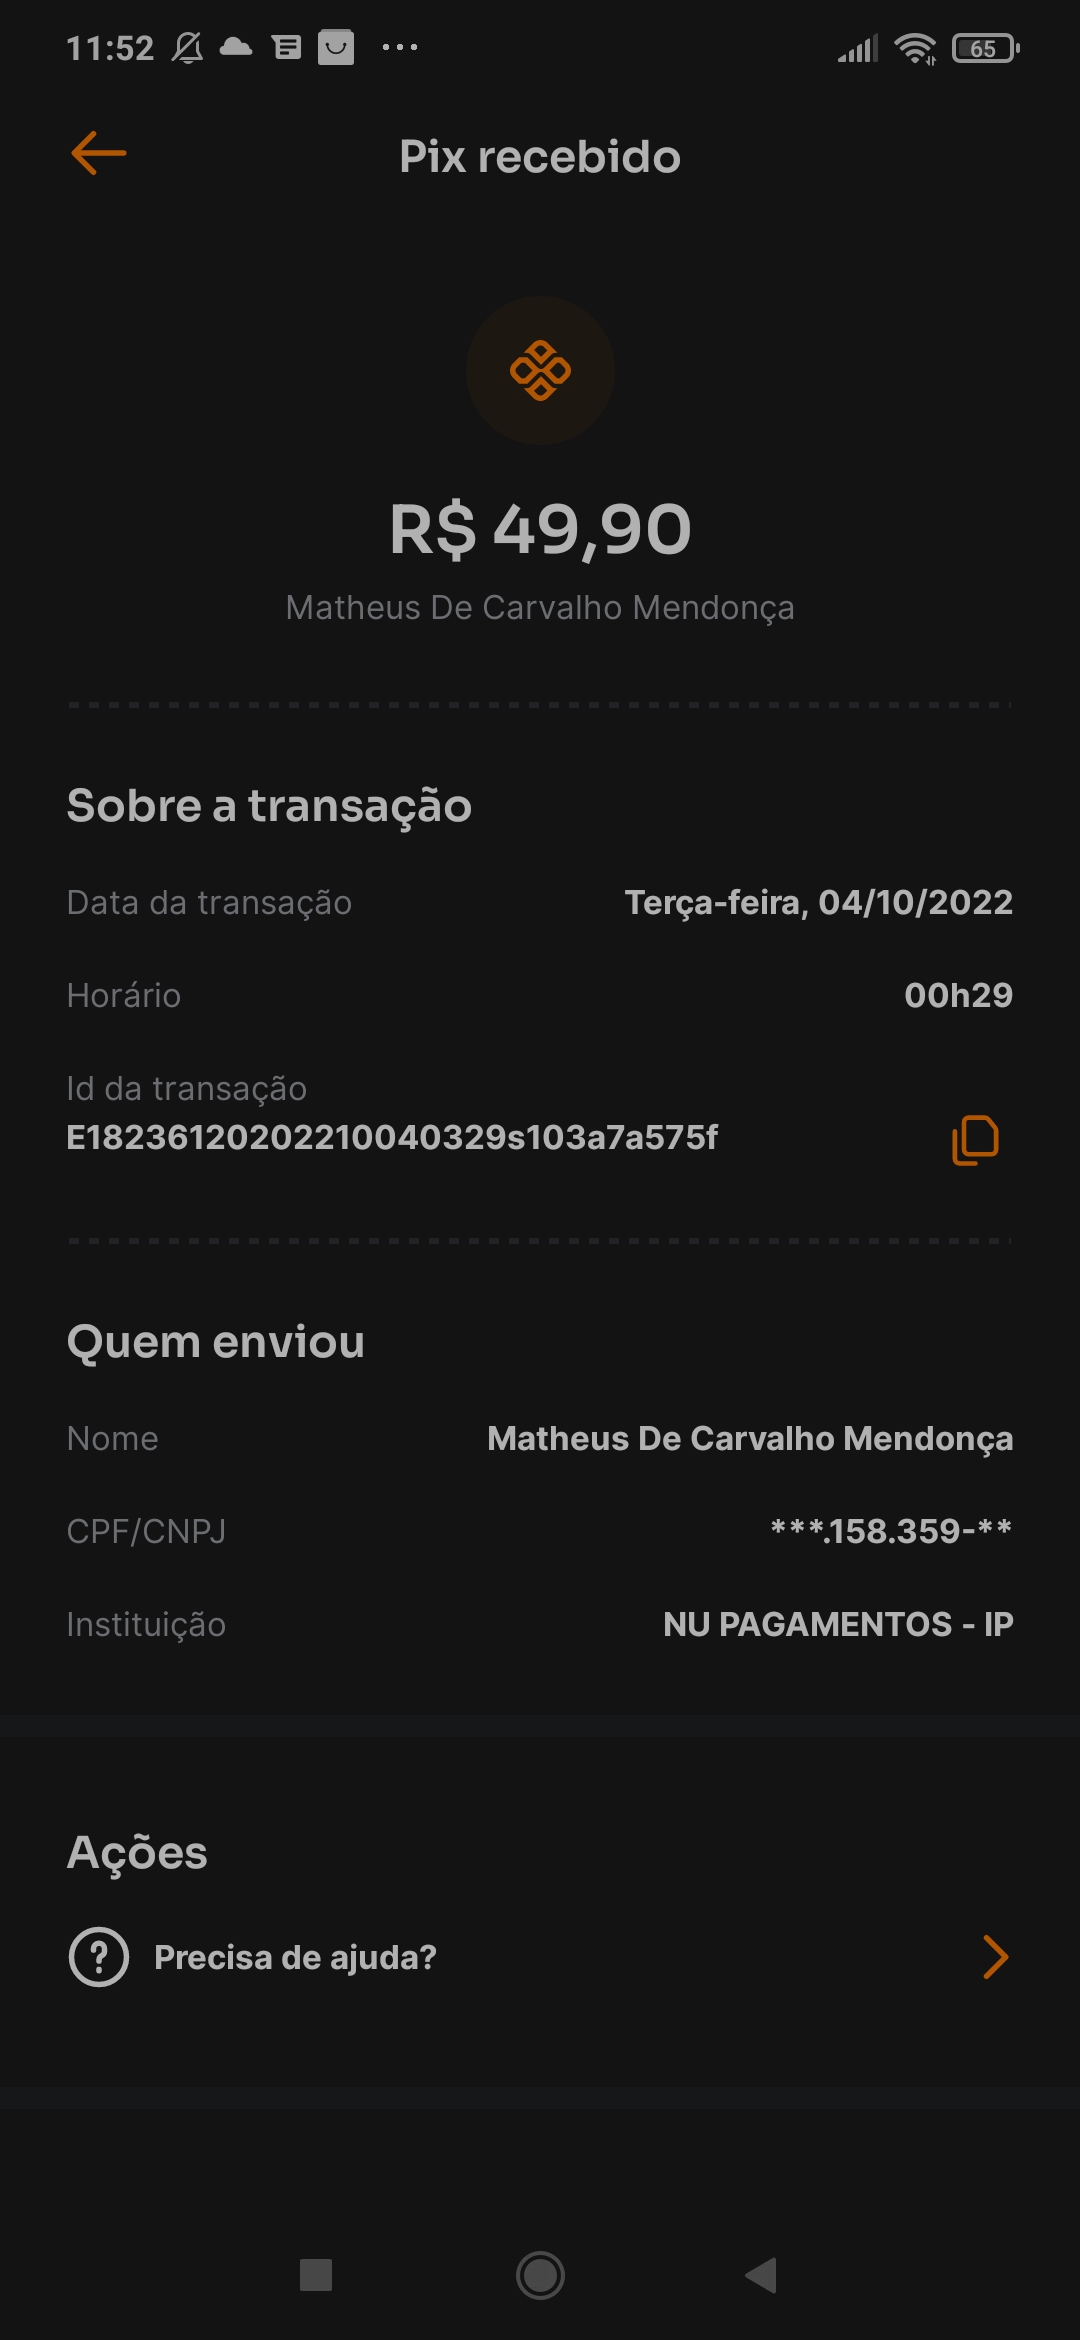 11:52
65
Pix recebido
R$ 49,90
Matheus De Carvalho Mendonça
Sobre a transação
Data da transação Terça-feira, 04/10/2022
Horário 00h29
Id da transação
E18236120202210040329s103a7a575f
Quem enviou
Nome Matheus De Carvalho Mendonça
CPF/CNPJ ***.158.359-**
Instituição NU PAGAMENTOS - IP
Ações
Precisa de ajuda?